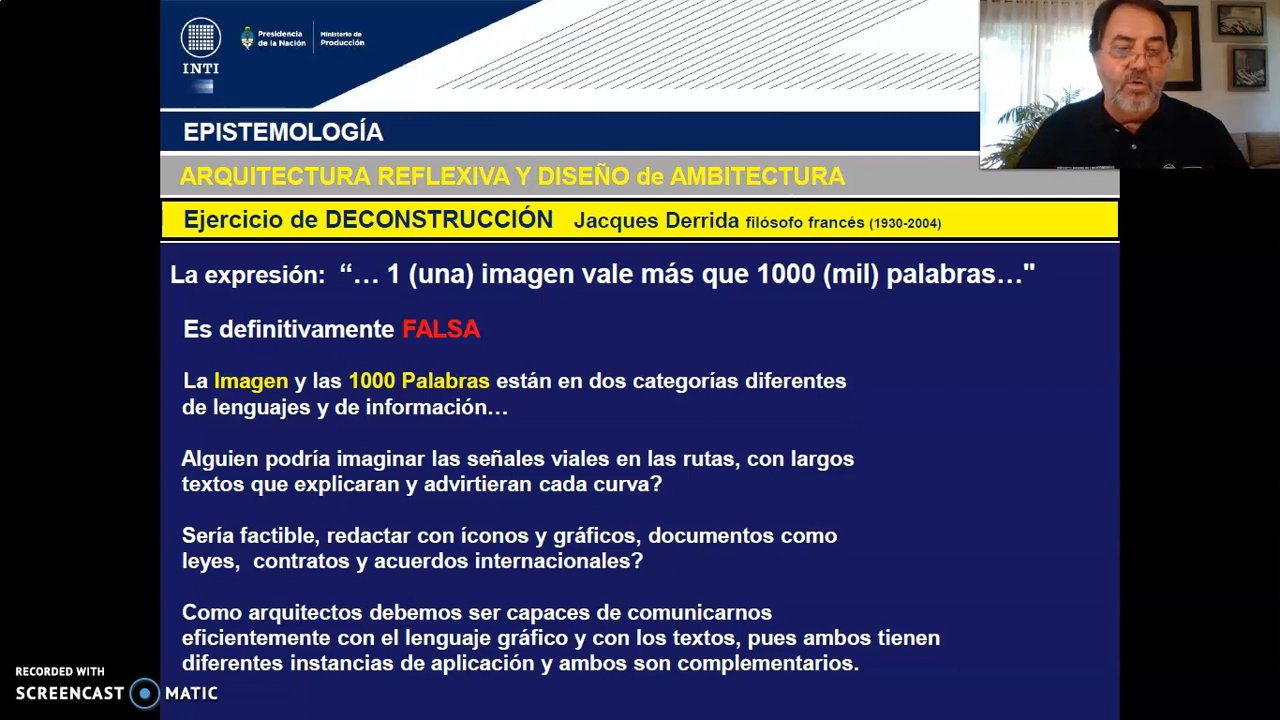 INTI
Presidencia
de la Nación
Ministerio de
Producción
EPISTEMOLOGÍA
ARQUITECTURA REFLEXIVA Y DISEÑO de AMBITECTURA
Ejercicio de DECONSTRUCCIÓN Jacques Derrida filósofo francés (1930-2004)
La expresión: “… 1 (una) imagen vale más que 1000 (mil) palabras…"
Es definitivamente FALSA
La Imagen y las 1000 Palabras están en dos categorías diferentes
de lenguajes y de información…
Alguien podría imaginar las señales viales en las rutas, con largos
textos que explicaran y advirtieran cada curva?
Sería factible, redactar con íconos y gráficos, documentos como
leyes, contratos y acuerdos internacionales?
Como arquitectos debemos ser capaces de comunicarnos
eficientemente con el lenguaje gráfico y con los textos, pues ambos tienen
diferentes instancias de aplicación y ambos son complementarios.
RECORDED WITH
SCREENCAST MATIC